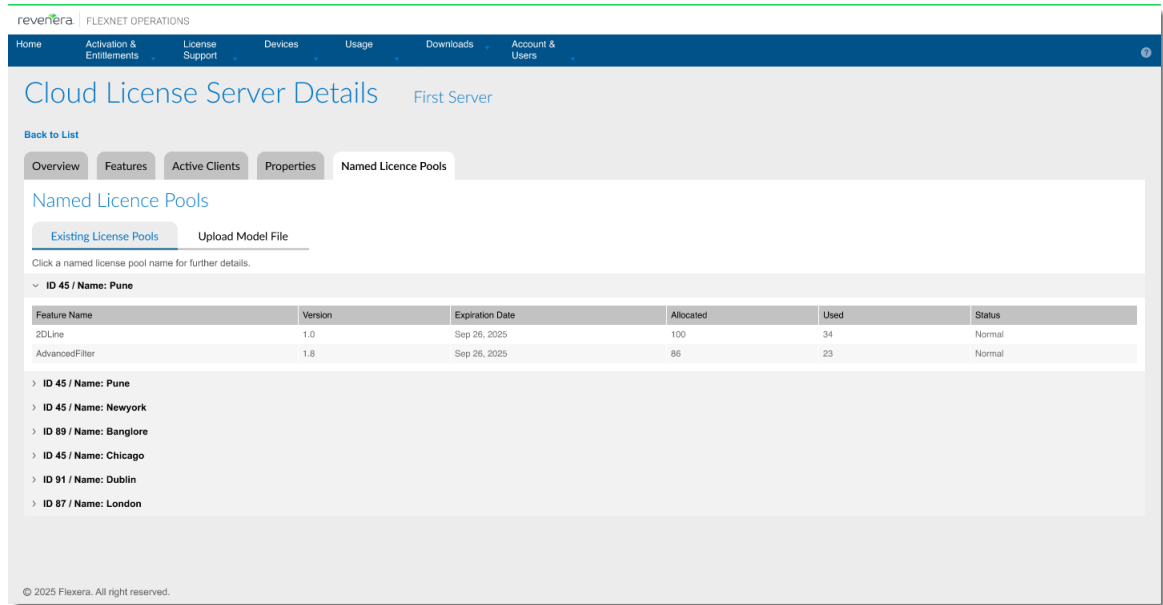 revenera FLEXNET OPERATIONS
Home Activation & Entitlements License Support Devices Usage Downloads Account & Users ?
Cloud License Server Details First Server
Back to List
Overview Features Active Clients Properties Named Licence Pools
Named Licence Pools
Existing License Pools Upload Model File
Click a named license pool name for further details.
ID 45 / Name: Pune
Feature Name Version Expiration Date Allocated Used Status
2DLine 1.0 Sep 26, 2025 100 34 Normal
AdvancedFilter 1.8 Sep 26, 2025 86 23 Normal
ID 45 / Name: Pune
ID 45 / Name: Newyork
ID 89 / Name: Banglore
ID 45 / Name: Chicago
ID 91 / Name: Dublin
ID 87 / Name: London
© 2025 Flexera. All right reserved.